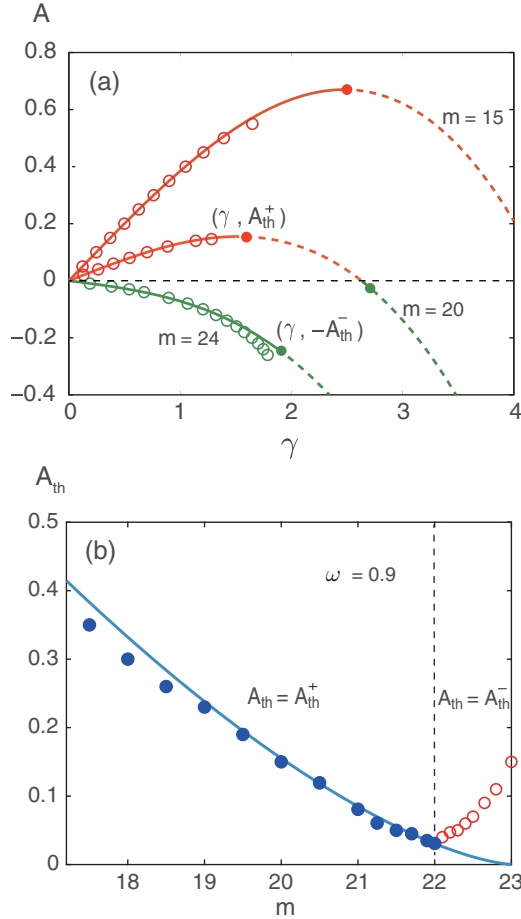 A
0.8
(a)
0.6
m = 15
0.4
(γ , A⁺th)
0.2
0
m = 20
−0.2
m = 24
(γ , −A⁻th)
−0.4
0 1 2 3 4
γ
Ath
0.5
(b)
0.4
ω = 0.9
0.3
Ath = A⁺th
Ath = A⁻th
0.2
0.1
0
18 19 20 21 22 23
m